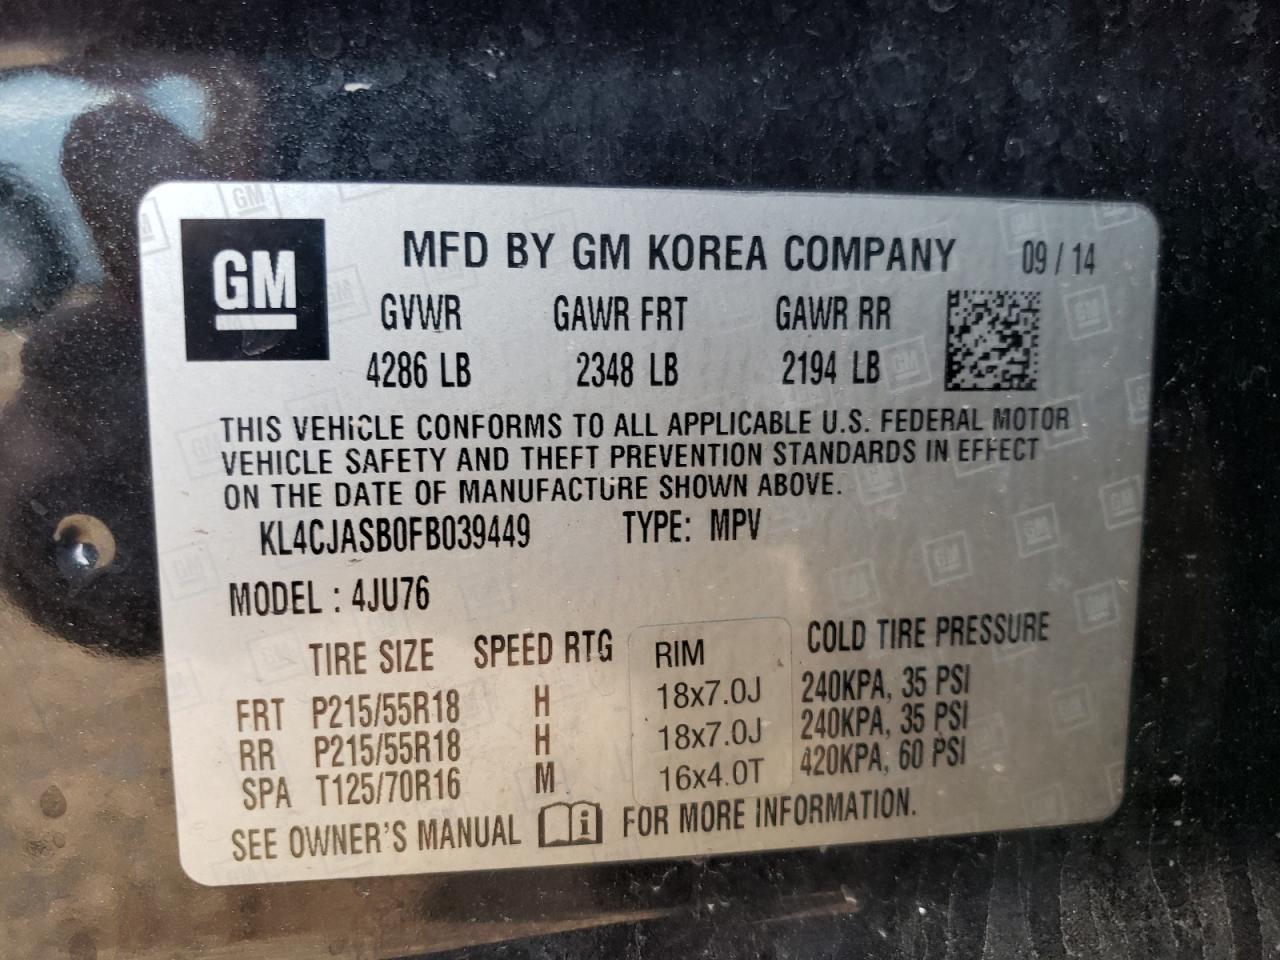 GM
MFD BY GM KOREA COMPANY 09 / 14
GVWR GAWR FRT GAWR RR
4286 LB 2348 LB 2194 LB
THIS VEHICLE CONFORMS TO ALL APPLICABLE U.S. FEDERAL MOTOR
VEHICLE SAFETY AND THEFT PREVENTION STANDARDS IN EFFECT
ON THE DATE OF MANUFACTURE SHOWN ABOVE.
KL4CJASB0FB039449 TYPE: MPV
MODEL : 4JU76
TIRE SIZE SPEED RTG RIM COLD TIRE PRESSURE
FRT P215/55R18 H 18x7.0J 240KPA, 35 PSI
RR P215/55R18 H 18x7.0J 240KPA, 35 PSI
SPA T125/70R16 M 16x4.0T 420KPA, 60 PSI
SEE OWNER'S MANUAL FOR MORE INFORMATION.